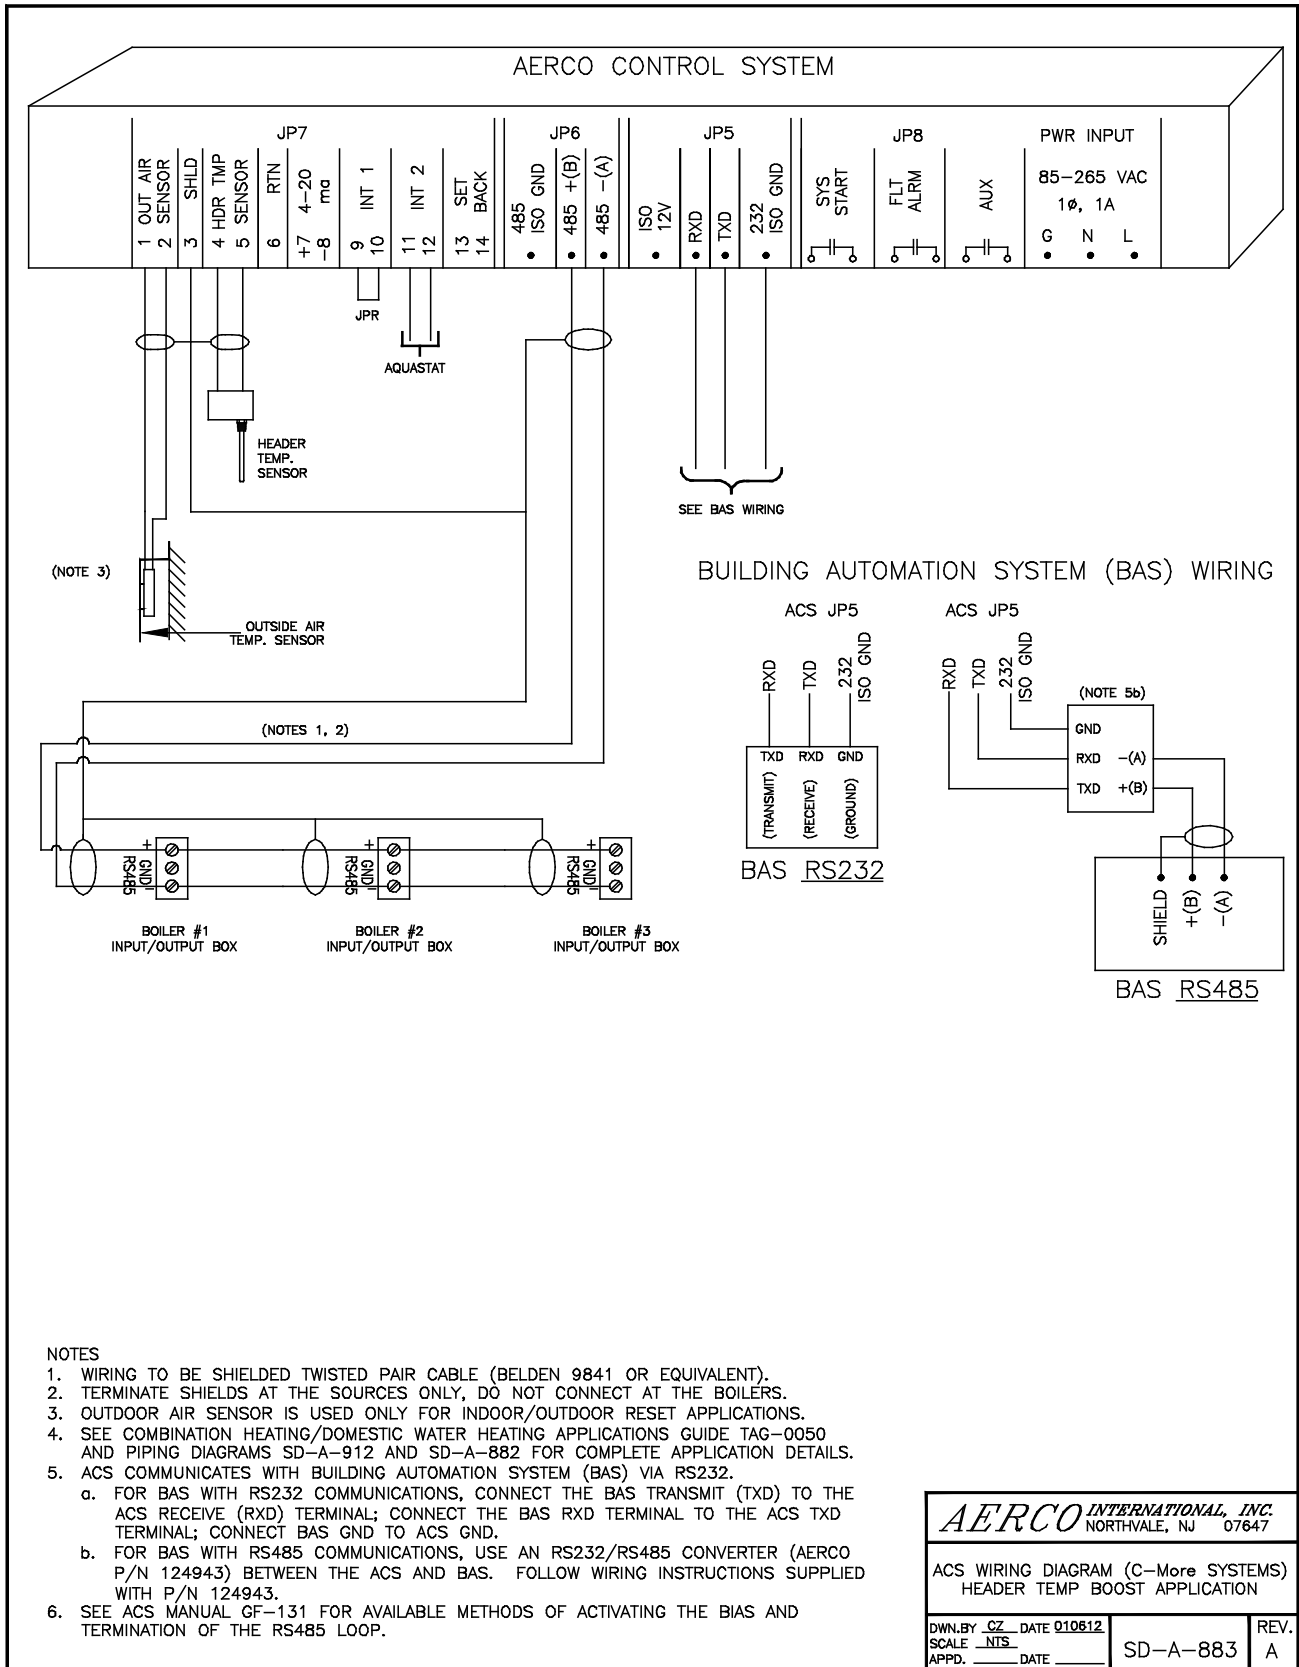 AERCO CONTROL SYSTEM
JP7
JP6
JP5
JP8
PWR INPUT
1 OUT AIR
2 SENSOR
3 SHLD
4 HDR TMP
5 SENSOR
6 RTN
+7 4-20
-8 ma
9
10
INT 1
11
12
INT 2
13 SET
14 BACK
485
ISO GND
485 +(B)
485 -(A)
ISO
12V
RXD
TXD
232
ISO GND
SYS
START
FLT
ALRM
AUX
85-265 VAC
1ø, 1A
G N L
JPR
AQUASTAT
HEADER
TEMP.
SENSOR
SEE BAS WIRING
(NOTE 3)
OUTSIDE AIR
TEMP. SENSOR
BUILDING AUTOMATION SYSTEM (BAS) WIRING
ACS JP5
RXD
TXD
232
ISO GND
TXD RXD GND
(TRANSMIT)
(RECEIVE)
(GROUND)
BAS RS232
ACS JP5
RXD
TXD
232
ISO GND
(NOTE 5b)
GND
RXD -(A)
TXD +(B)
SHIELD
+(B)
-(A)
BAS RS485
(NOTES 1, 2)
+
GND
-
RS485
+
GND
-
RS485
+
GND
-
RS485
BOILER #1
INPUT/OUTPUT BOX
BOILER #2
INPUT/OUTPUT BOX
BOILER #3
INPUT/OUTPUT BOX
NOTES
1. WIRING TO BE SHIELDED TWISTED PAIR CABLE (BELDEN 9841 OR EQUIVALENT).
2. TERMINATE SHIELDS AT THE SOURCES ONLY, DO NOT CONNECT AT THE BOILERS.
3. OUTDOOR AIR SENSOR IS USED ONLY FOR INDOOR/OUTDOOR RESET APPLICATIONS.
4. SEE COMBINATION HEATING/DOMESTIC WATER HEATING APPLICATIONS GUIDE TAG-0050
AND PIPING DIAGRAMS SD-A-912 AND SD-A-882 FOR COMPLETE APPLICATION DETAILS.
5. ACS COMMUNICATES WITH BUILDING AUTOMATION SYSTEM (BAS) VIA RS232.
a. FOR BAS WITH RS232 COMMUNICATIONS, CONNECT THE BAS TRANSMIT (TXD) TO THE
ACS RECEIVE (RXD) TERMINAL; CONNECT THE BAS RXD TERMINAL TO THE ACS TXD
TERMINAL; CONNECT BAS GND TO ACS GND.
b. FOR BAS WITH RS485 COMMUNICATIONS, USE AN RS232/RS485 CONVERTER (AERCO
P/N 124943) BETWEEN THE ACS AND BAS. FOLLOW WIRING INSTRUCTIONS SUPPLIED
WITH P/N 124943.
6. SEE ACS MANUAL GF-131 FOR AVAILABLE METHODS OF ACTIVATING THE BIAS AND
TERMINATION OF THE RS485 LOOP.
AERCO INTERNATIONAL, INC.
NORTHVALE, NJ 07647
ACS WIRING DIAGRAM (C-More SYSTEMS)
HEADER TEMP BOOST APPLICATION
DWN.BY CZ DATE 010612
SCALE NTS
APPD. DATE
SD-A-883
REV.
A